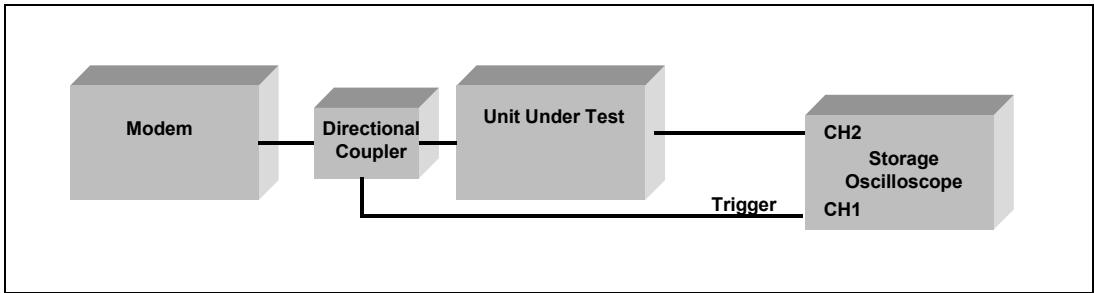 Modem
Directional
Coupler
Unit Under Test
CH2
Storage
Oscilloscope
Trigger
CH1